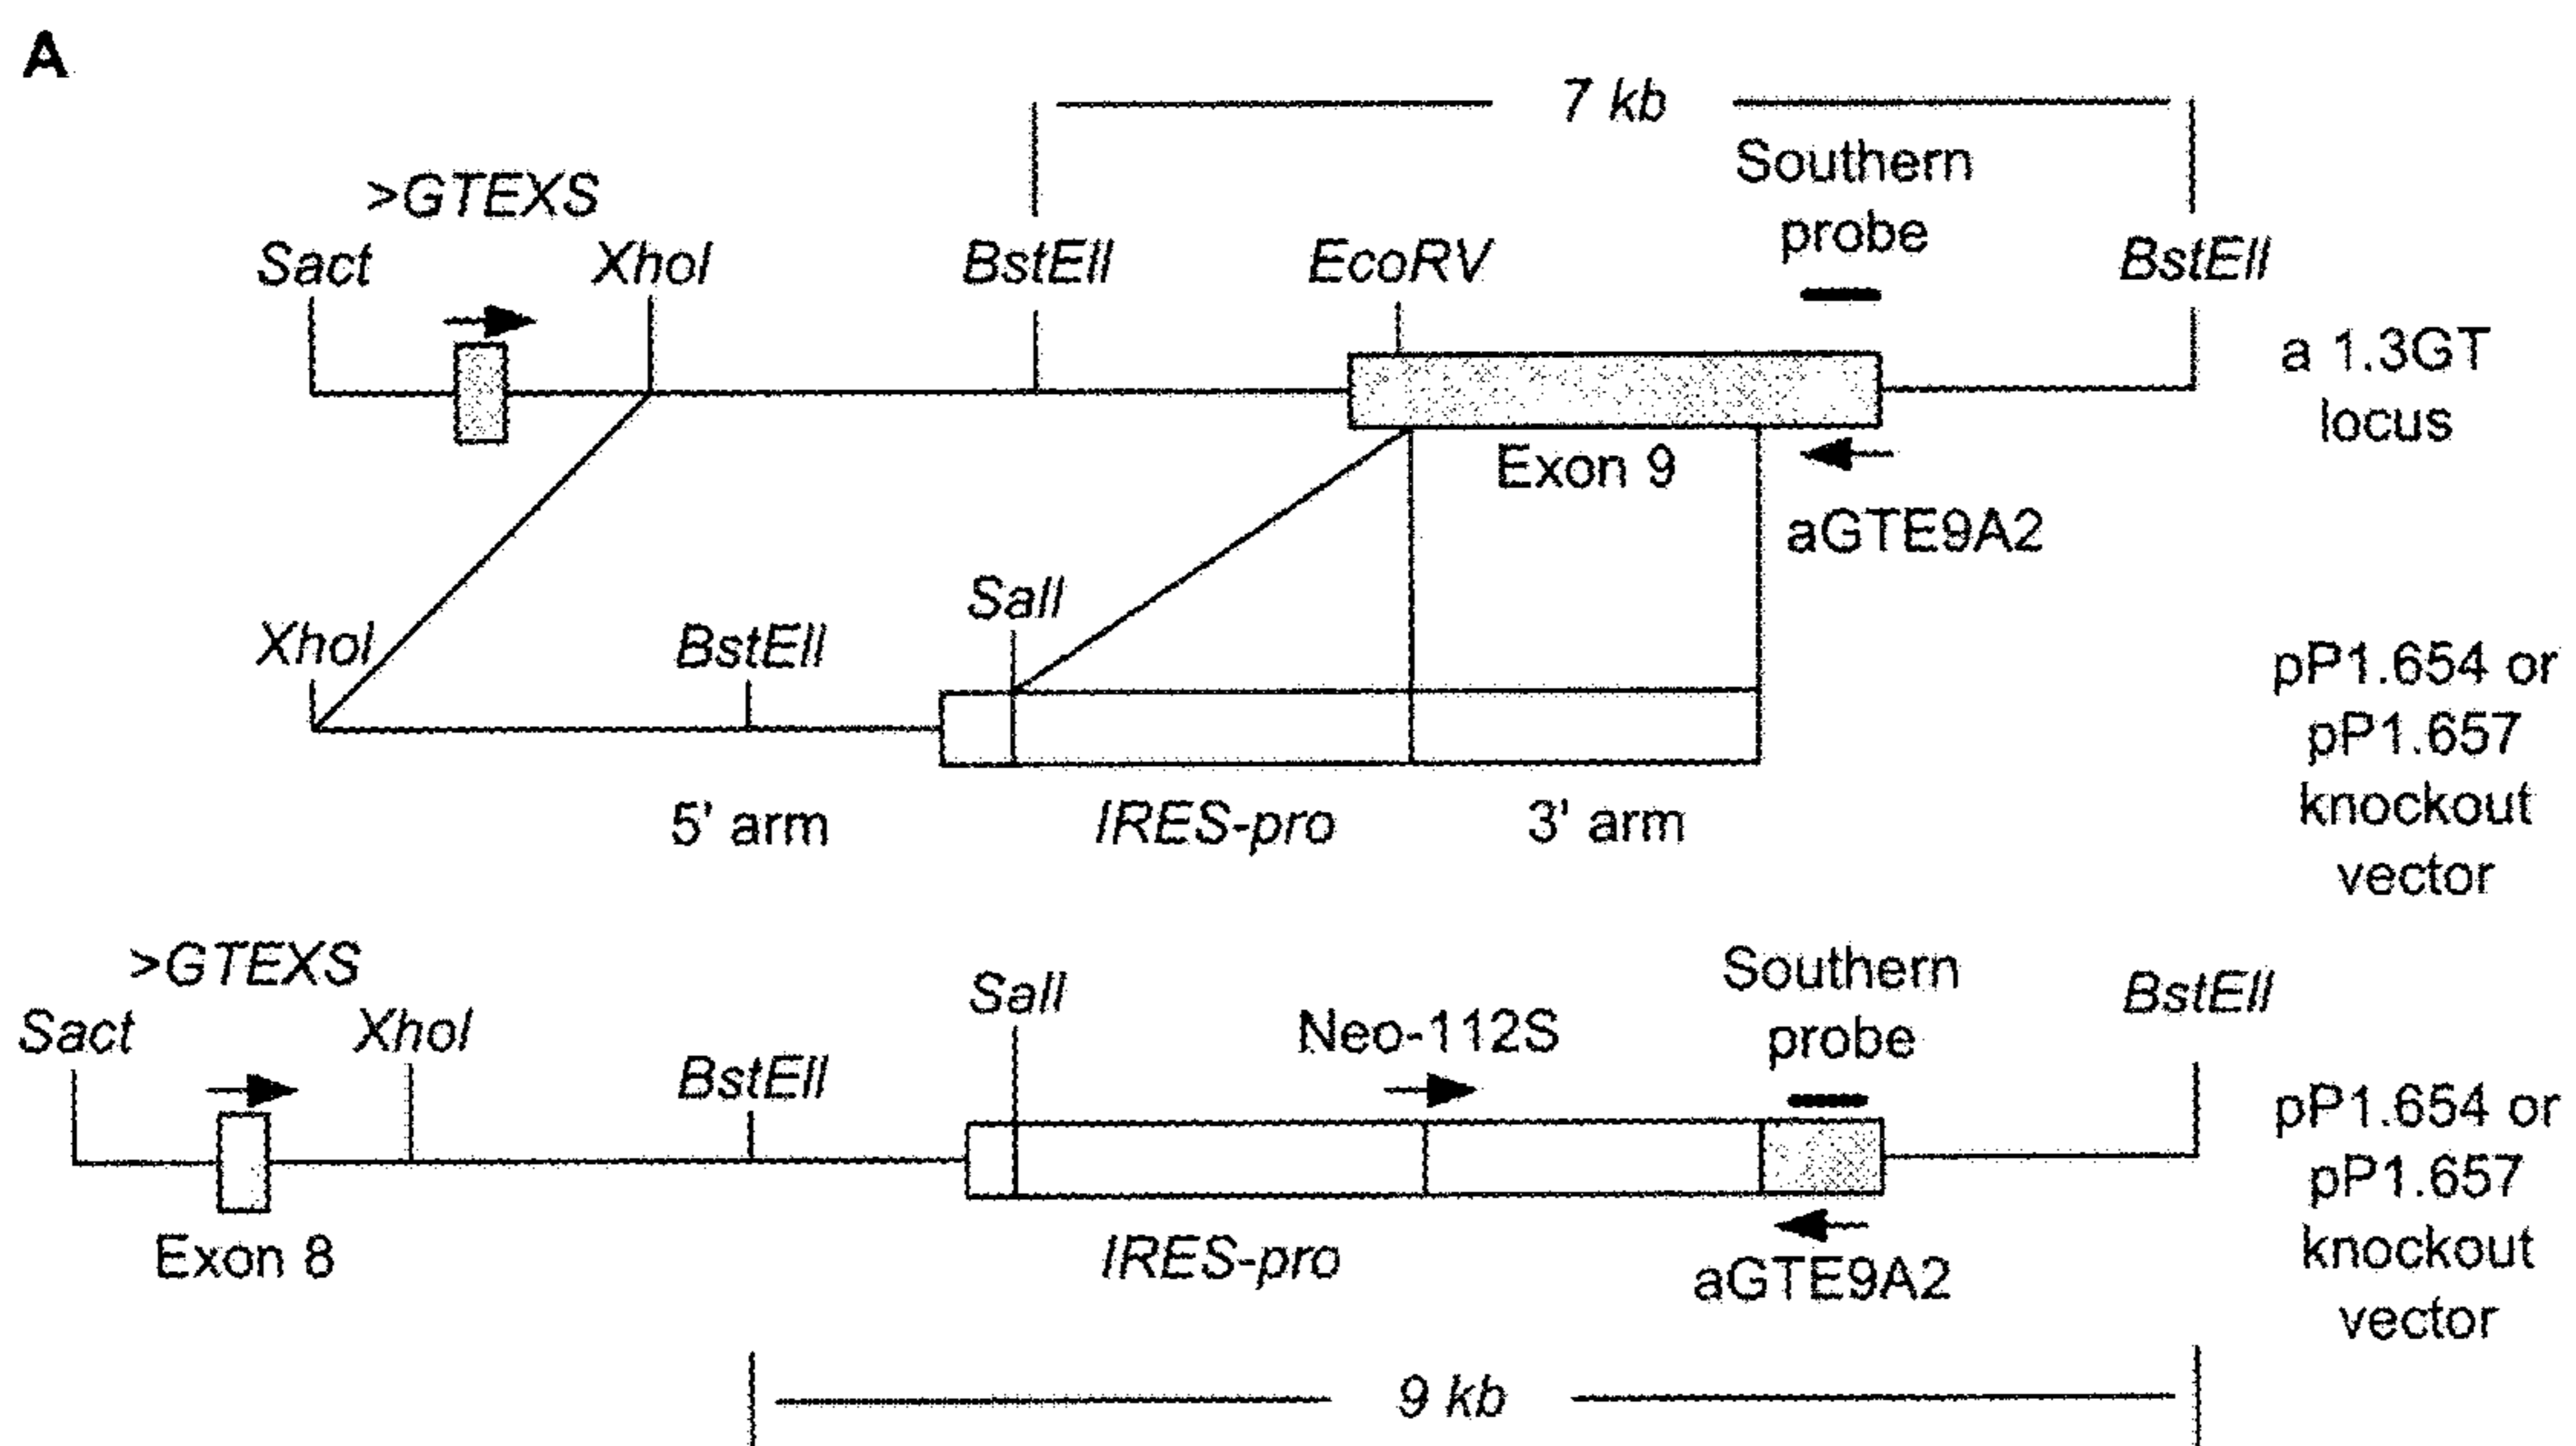 A
7 kb
Southern
probe
>GTEXS
Sact
XhoI
BstEII
EcoRV
BstEII
a 1.3GT
locus
Exon 9
aGTE9A2
SalI
XhoI
BstEII
pP1.654 or
pP1.657
knockout
vector
5' arm
IRES-pro
3' arm
>GTEXS
Sact
XhoI
BstEII
SalI
Neo-112S
Southern
probe
BstEII
pP1.654 or
pP1.657
knockout
vector
Exon 8
IRES-pro
aGTE9A2
9 kb